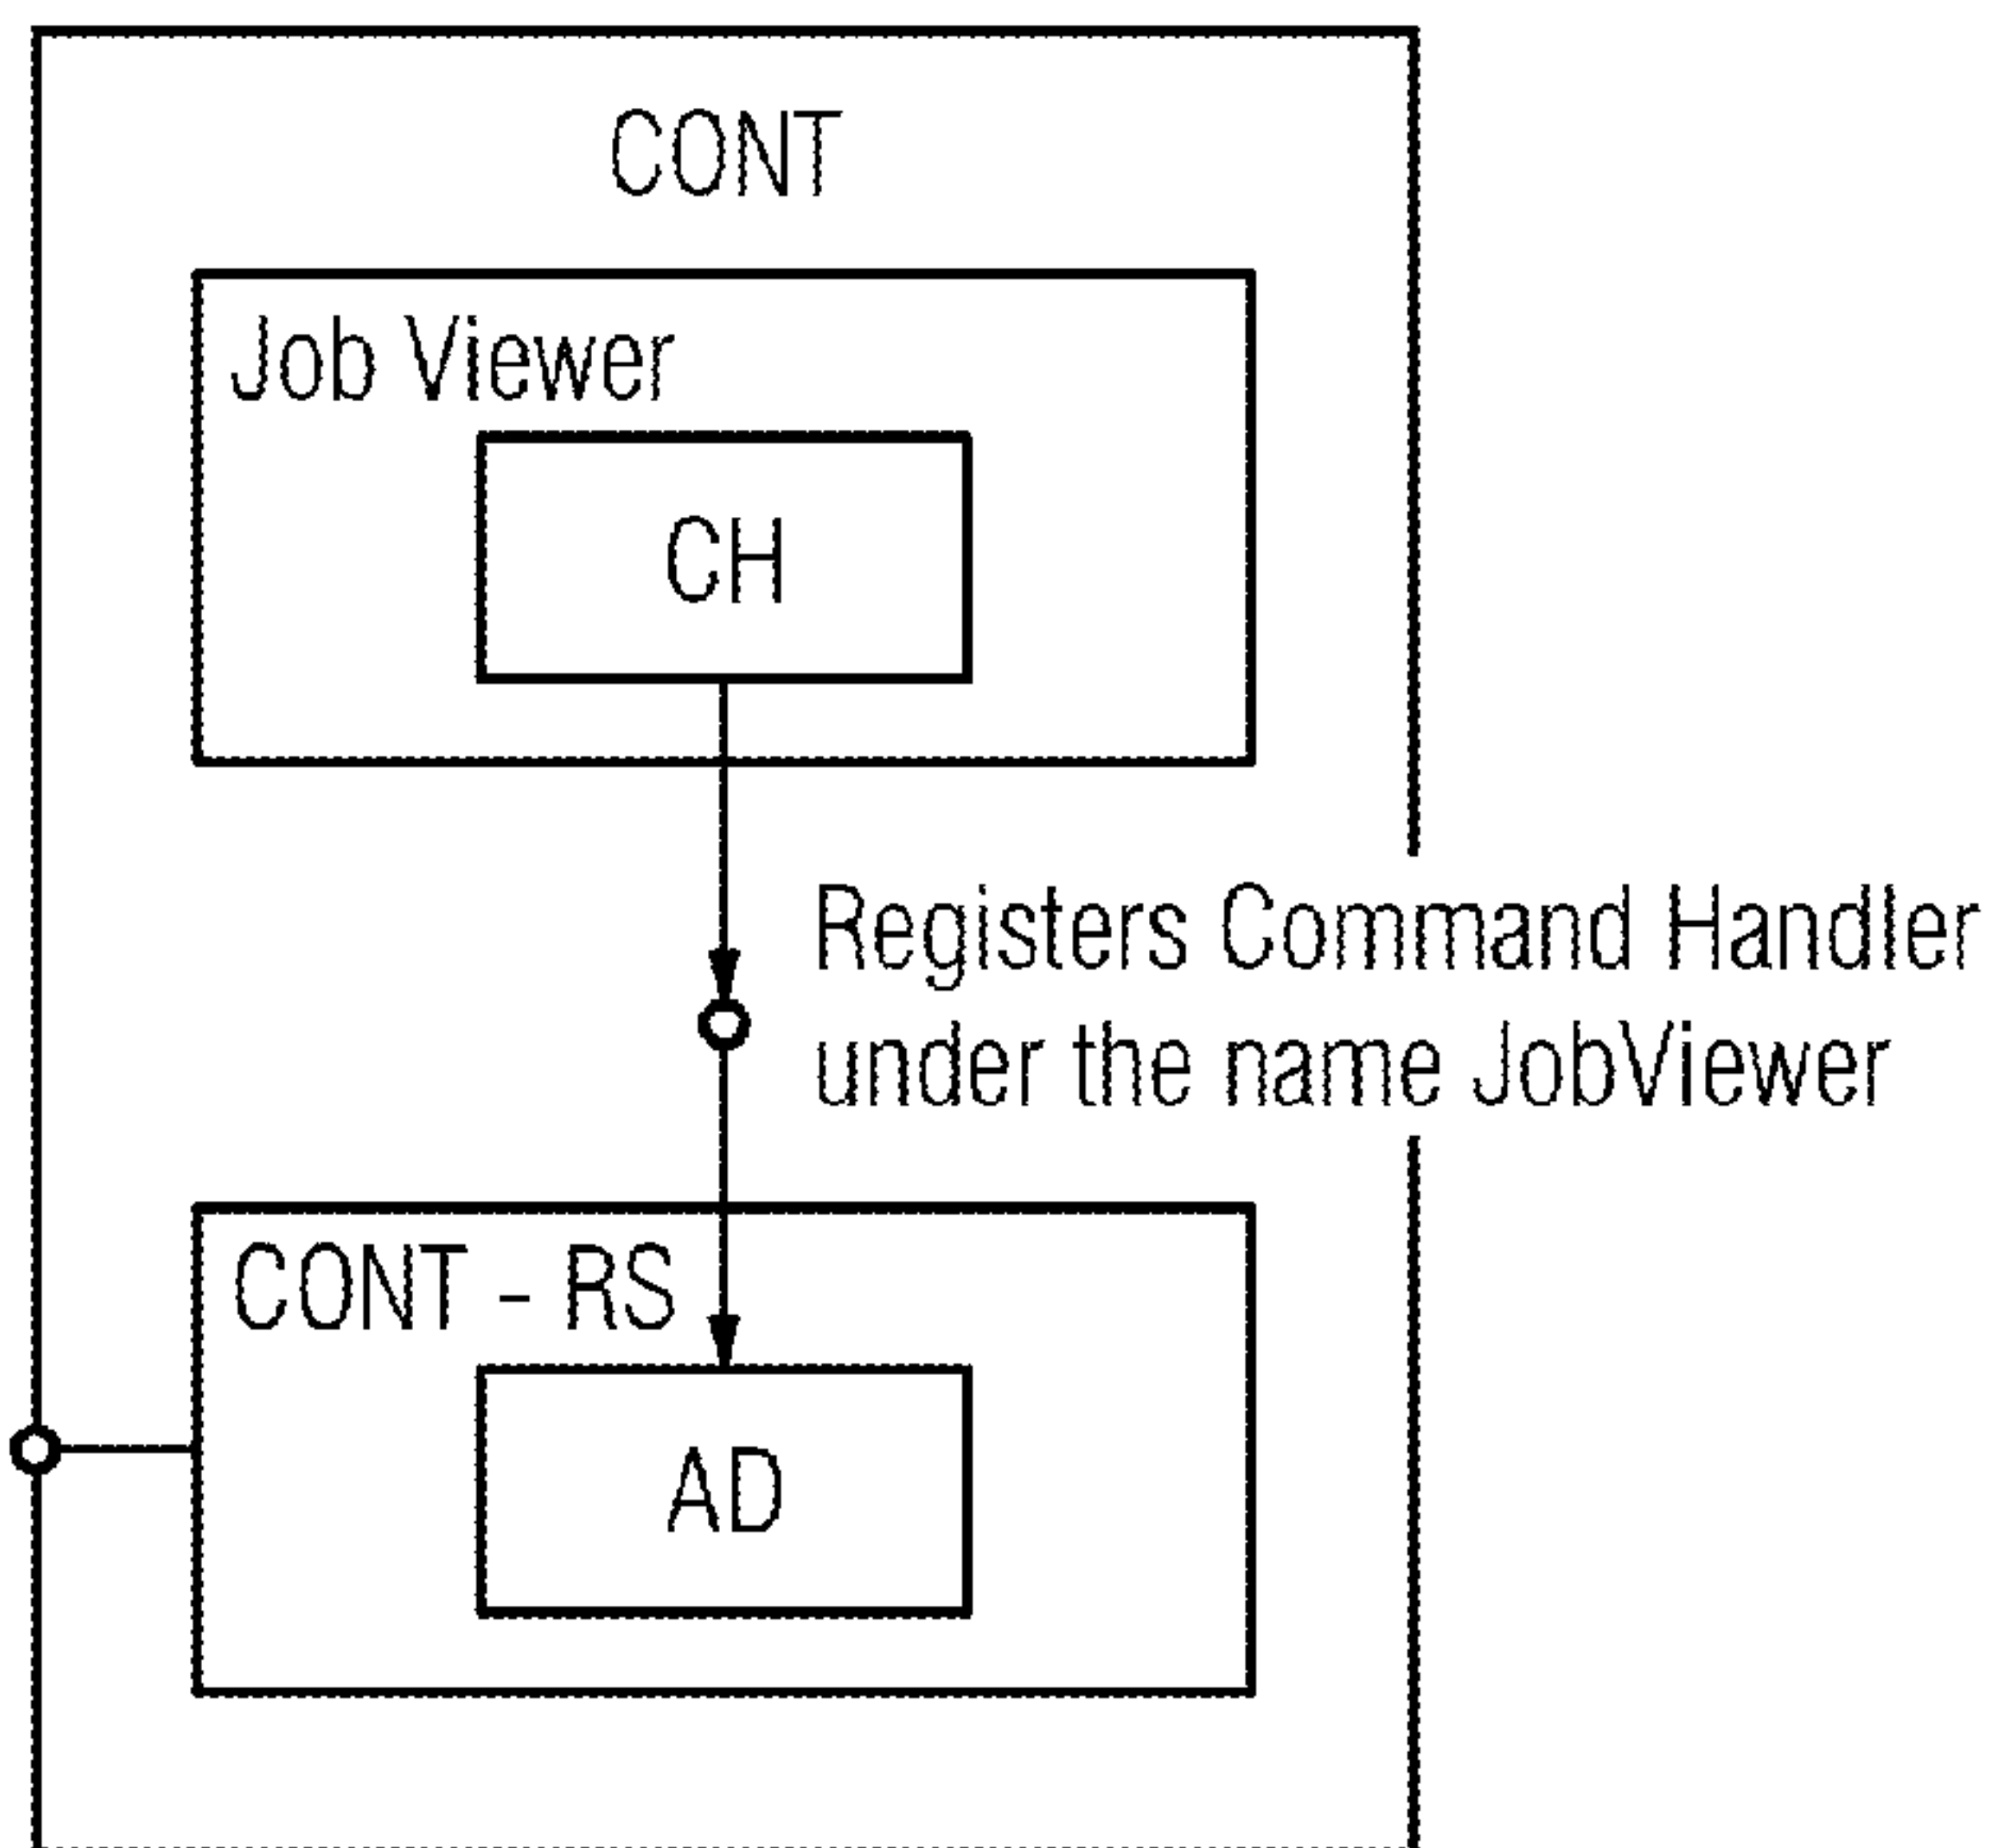 CONT
Job Viewer
CH
Registers Command Handler
under the name JobViewer
CONT - RS
AD